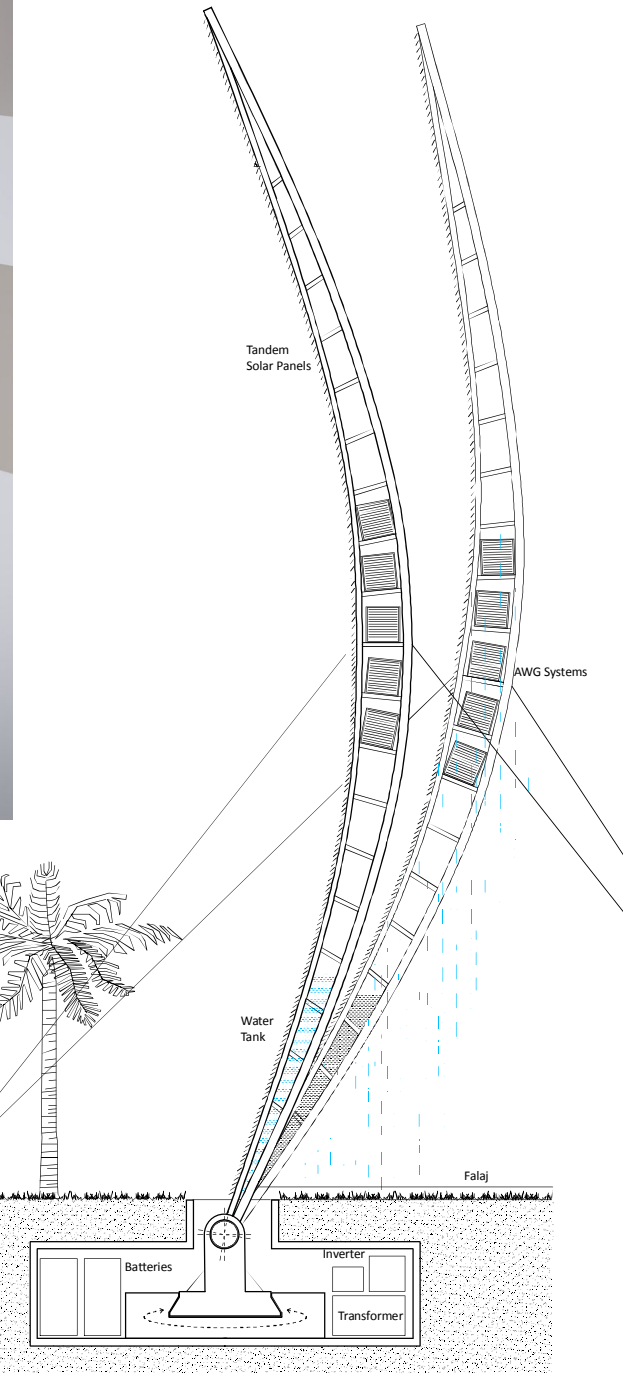 Tandem
Solar Panels
AWG Systems
Water
Tank
Falaj
Batteries
Inverter
Transformer